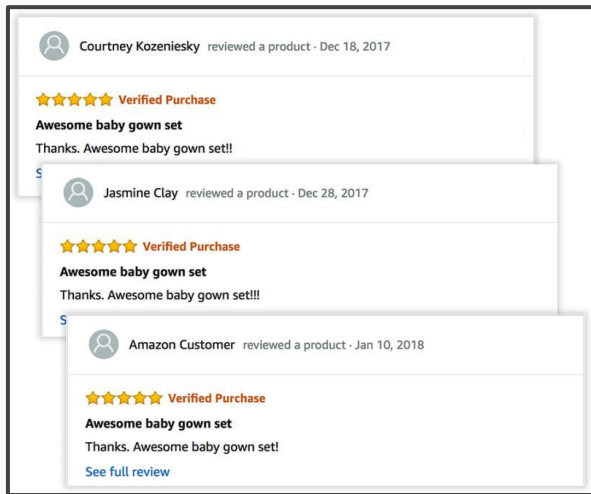 Courtney Kozeniesky reviewed a product · Dec 18, 2017
Verified Purchase
Awesome baby gown set
Thanks. Awesome baby gown set!!
S
Jasmine Clay reviewed a product · Dec 28, 2017
Verified Purchase
Awesome baby gown set
Thanks. Awesome baby gown set!!!
S
Amazon Customer reviewed a product · Jan 10, 2018
Verified Purchase
Awesome baby gown set
Thanks. Awesome baby gown set!
See full review